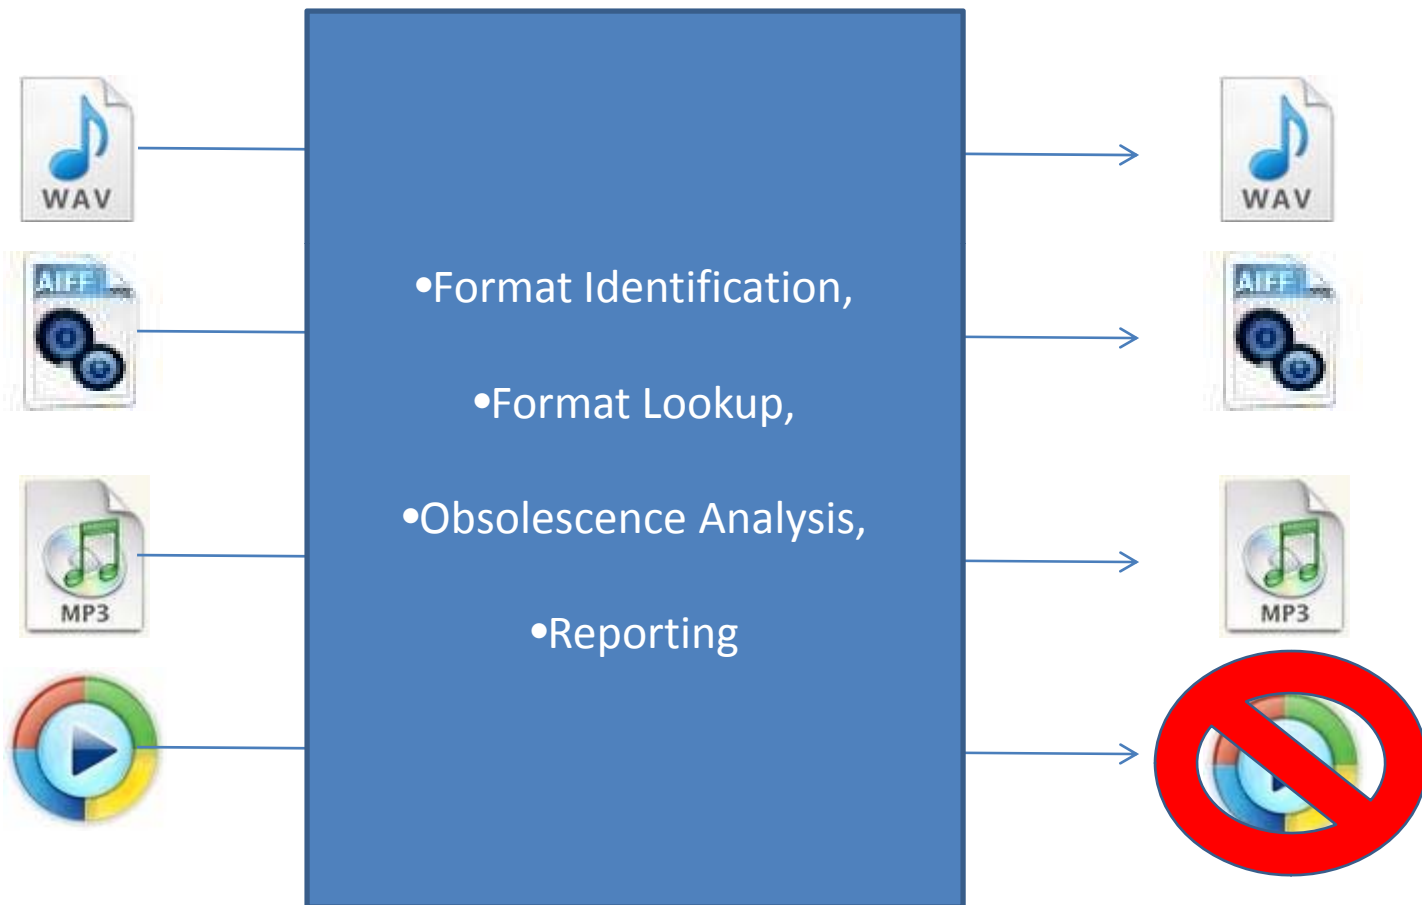 WAV
AIFF
MP3
•Format Identification,
•Format Lookup,
•Obsolescence Analysis,
•Reporting
WAV
AIFF
MP3